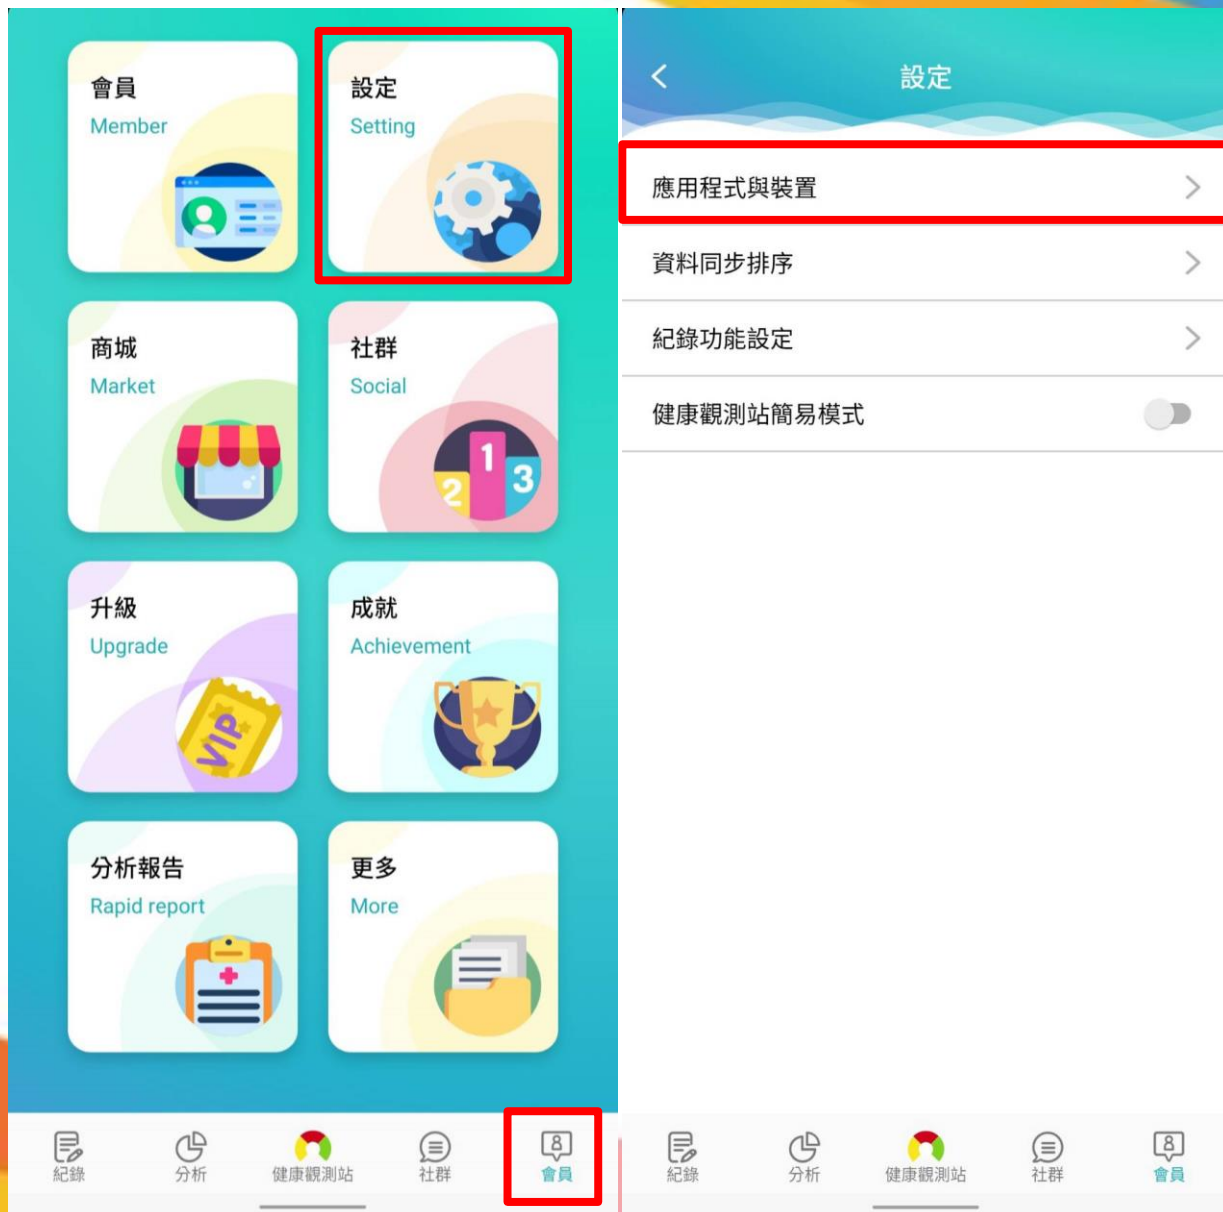 會員
Member
設定
Setting
商城
Market
社群
Social
1
2
3
升級
Upgrade
VIP
成就
Achievement
分析報告
Rapid report
更多
More
紀錄
分析
健康觀測站
社群
會員
設定
應用程式與裝置
資料同步排序
紀錄功能設定
健康觀測站簡易模式
紀錄
分析
健康觀測站
社群
會員